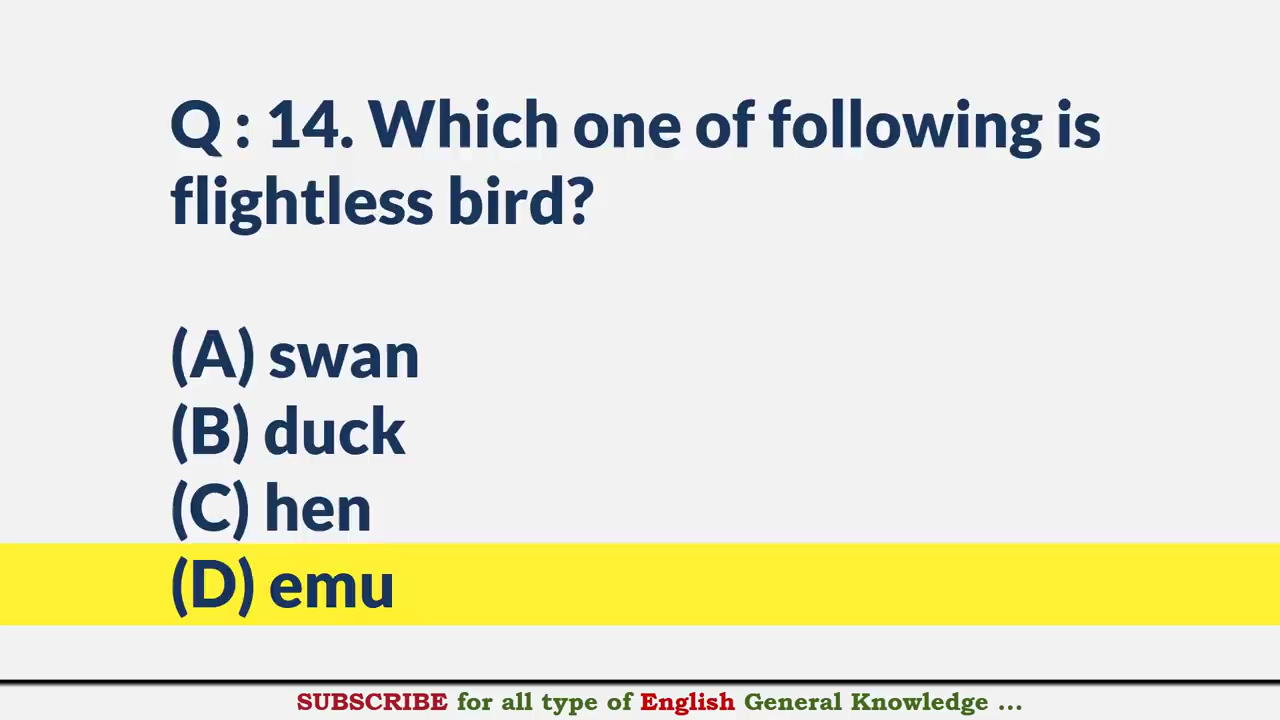 Q : 14. Which one of following is
flightless bird?
(A) swan
(B) duck
(C) hen
(D) emu
SUBSCRIBE for all type of English General Knowledge ...